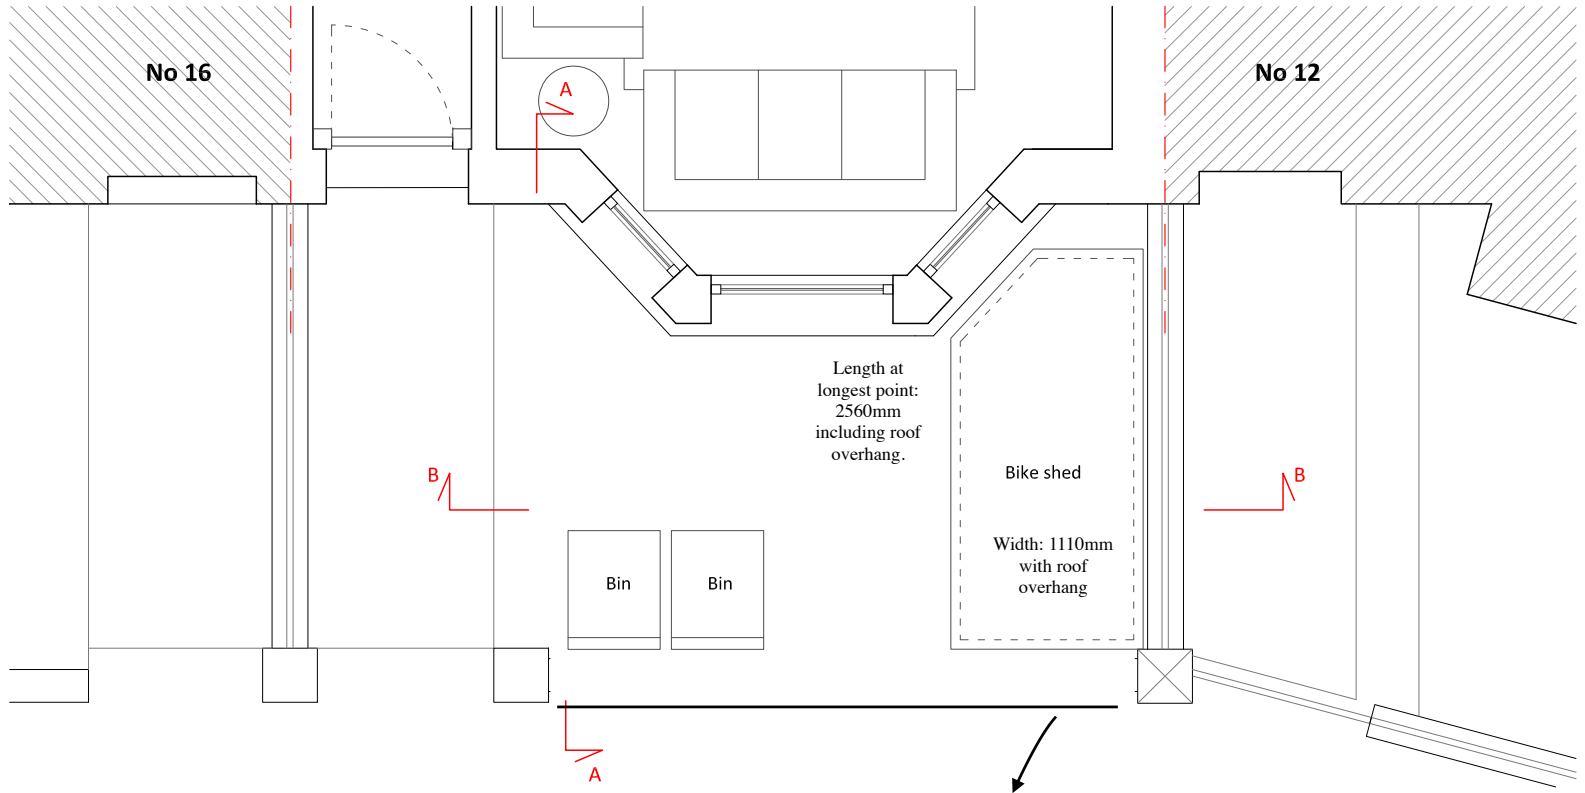 No 16
No 12
A
Length at
longest point:
2560mm
including roof
overhang.
B
Bike shed
B
Width: 1110mm
with roof
overhang
Bin
Bin
A